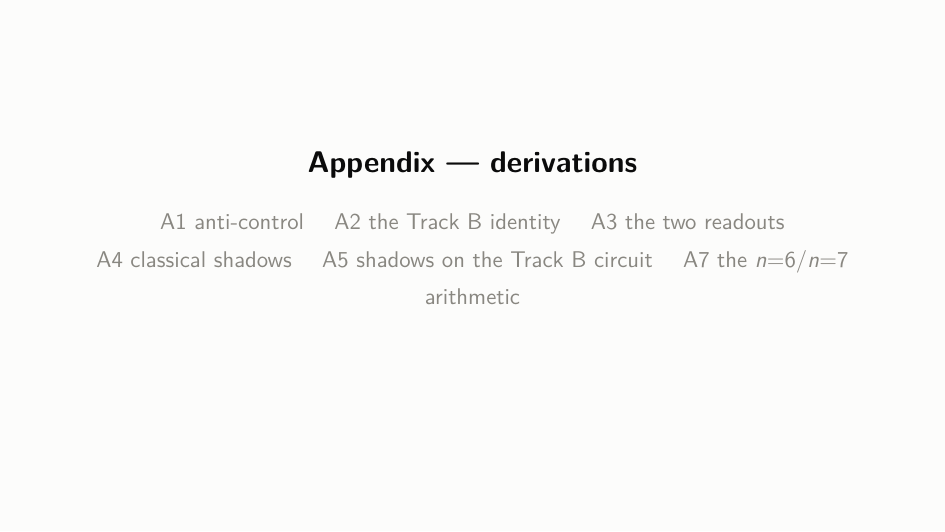 Appendix — derivations
A1 anti-control A2 the Track B identity A3 the two readouts
A4 classical shadows A5 shadows on the Track B circuit A7 the n=6/n=7
arithmetic